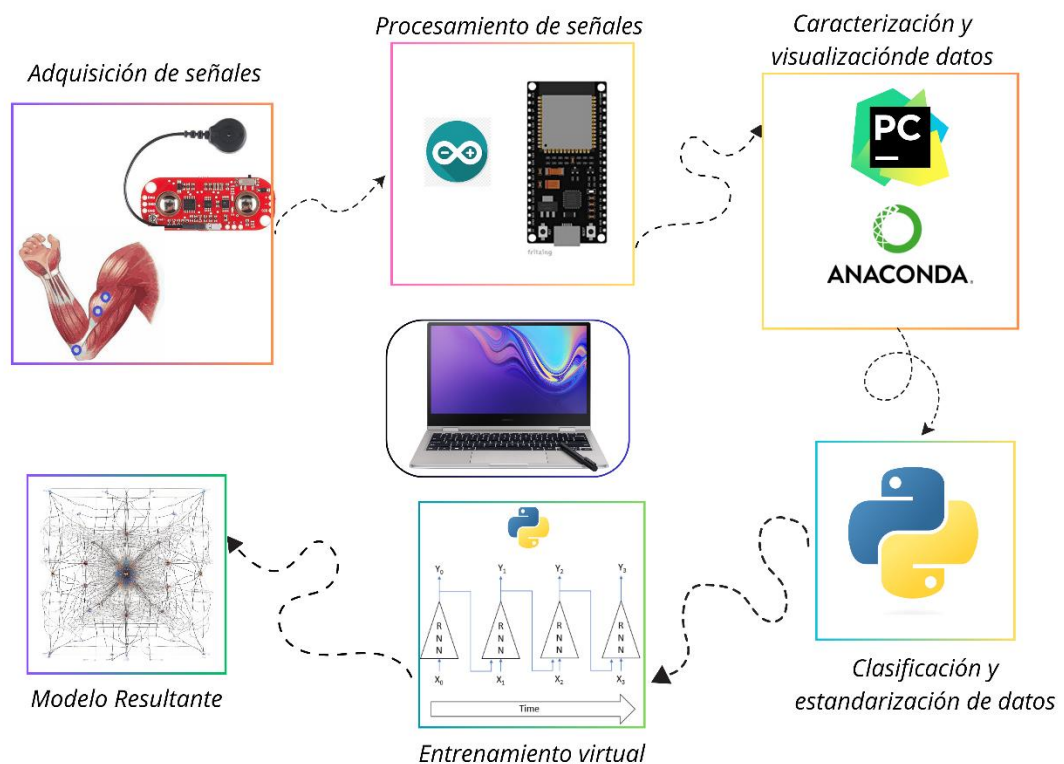 Adquisición de señales
Procesamiento de señales
fritzing
Caracterización y
visualizaciónde datos
PC
ANACONDA.
Clasificación y
estandarización de datos
Y₀ Y₁ Y₂ Y₃
R R R R
N N N N
N N N N
X₀ X₁ X₂ X₃
Time
Entrenamiento virtual
Modelo Resultante